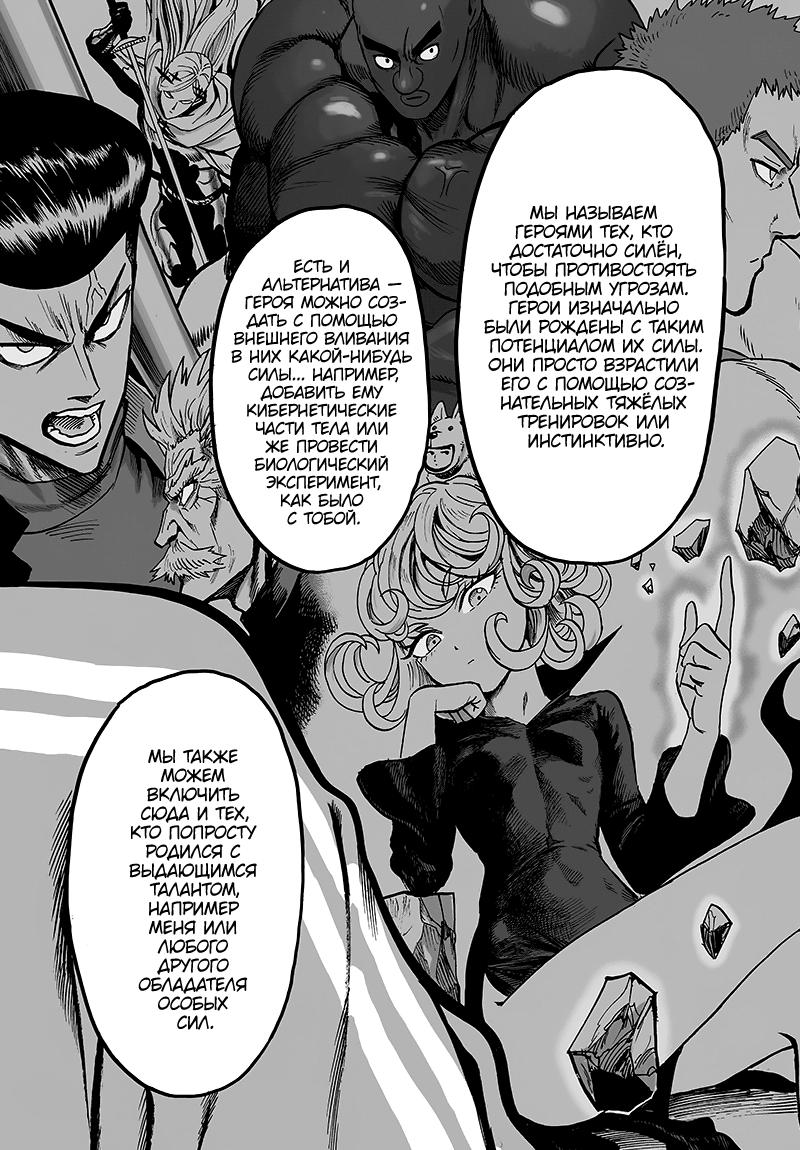 МЫ НАЗЫВАЕМ
ГЕРОЯМИ ТЕХ, КТО
ДОСТАТОЧНО СИЛЁН,
ЧТОБЫ ПРОТИВОСТОЯТЬ
ПОДОБНЫМ УГРОЗАМ.
ГЕРОИ ИЗНАЧАЛЬНО
БЫЛИ РОЖДЕНЫ С ТАКИМ
ПОТЕНЦИАЛОМ ИХ СИЛЫ.
ОНИ ПРОСТО ВЗРАСТИЛИ
ЕГО С ПОМОЩЬЮ СОЗ-
НАТЕЛЬНЫХ ТЯЖЁЛЫХ
ТРЕНИРОВОК ИЛИ
ИНСТИНКТИВНО.
ЕСТЬ И
АЛЬТЕРНАТИВА —
ГЕРОЯ МОЖНО СОЗ-
ДАТЬ С ПОМОЩЬЮ
ВНЕШНЕГО ВЛИВАНИЯ
В НИХ КАКОЙ-НИБУДЬ
СИЛЫ... НАПРИМЕР,
ДОБАВИТЬ ЕМУ
КИБЕРНЕТИЧЕСКИЕ
ЧАСТИ ТЕЛА ИЛИ
ЖЕ ПРОВЕСТИ
БИОЛОГИЧЕСКИЙ
ЭКСПЕРИМЕНТ,
КАК БЫЛО
С ТОБОЙ.
МЫ ТАКЖЕ
МОЖЕМ
ВКЛЮЧИТЬ
СЮДА И ТЕХ,
КТО ПОПРОСТУ
РОДИЛСЯ С
ВЫДАЮЩИМСЯ
ТАЛАНТОМ,
НАПРИМЕР
МЕНЯ ИЛИ
ЛЮБОГО
ДРУГОГО
ОБЛАДАТЕЛЯ
ОСОБЫХ
СИЛ.